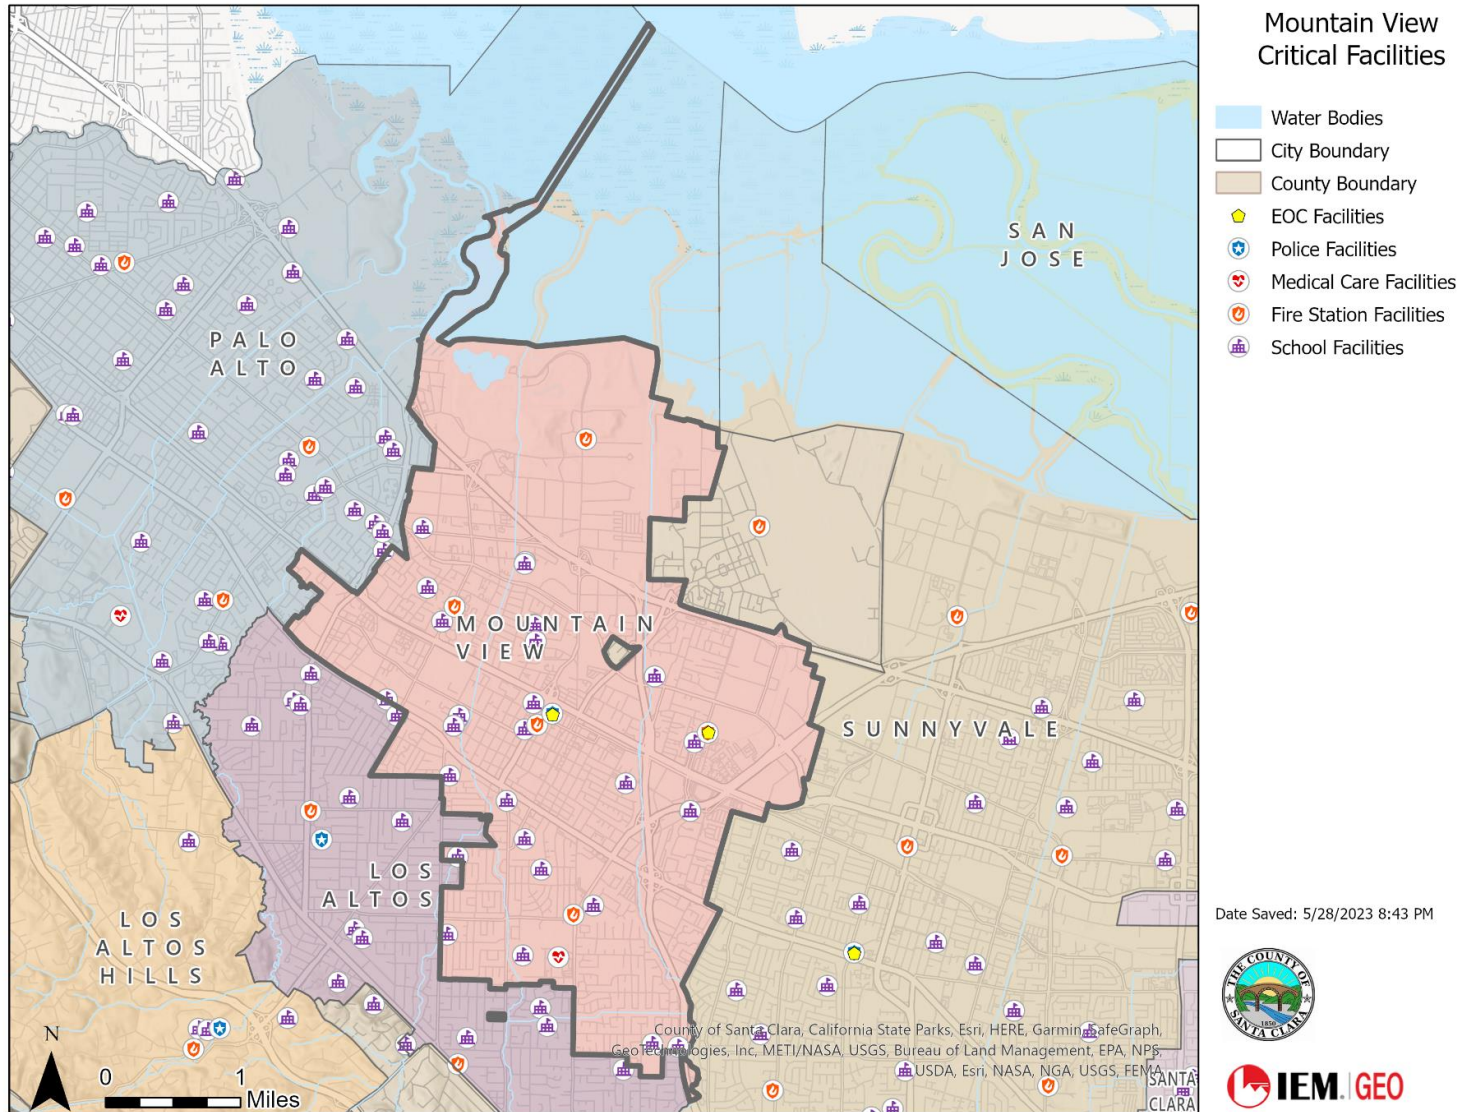 Mountain View
Critical Facilities
Water Bodies
City Boundary
County Boundary
EOC Facilities
Police Facilities
Medical Care Facilities
Fire Station Facilities
School Facilities
SAN
JOSE
PALO
ALTO
MOUNTAIN
VIEW
SUNNYVALE
LOS
ALTOS
LOS
ALTOS
HILLS
SANTA
CLARA
N
0 1
Miles
County of Santa Clara, California State Parks, Esri, HERE, Garmin, SafeGraph,
GeoTechnologies, Inc, METI/NASA, USGS, Bureau of Land Management, EPA, NPS,
USDA, Esri, NASA, NGA, USGS, FEMA
Date Saved: 5/28/2023 8:43 PM
THE COUNTY OF
1850
SANTA CLARA
IEM. GEO